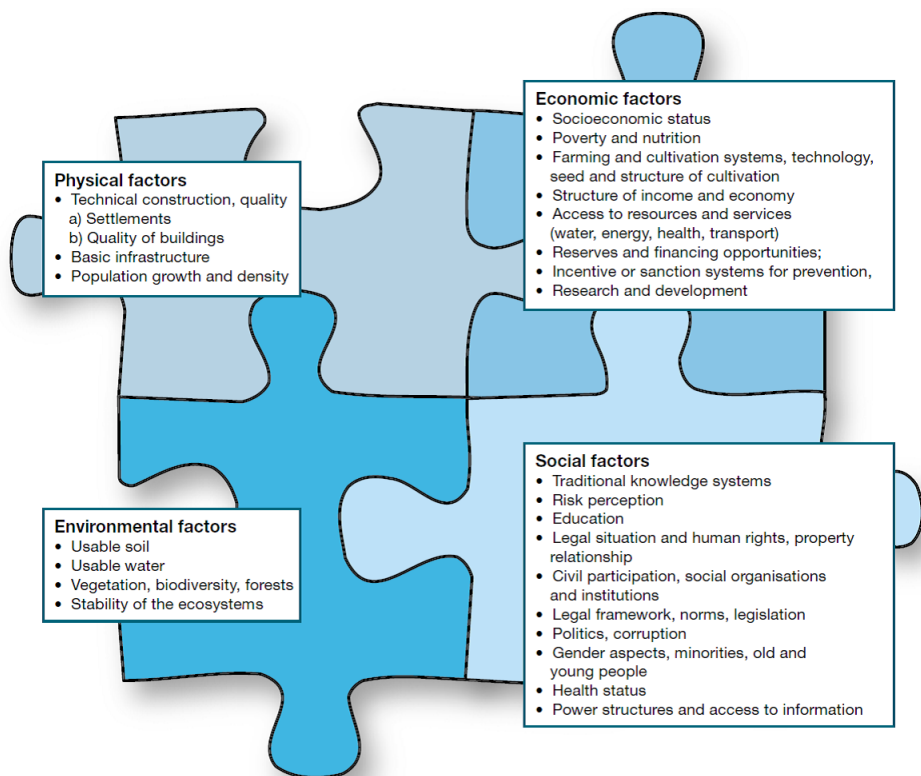 Physical factors
• Technical construction, quality
a) Settlements
b) Quality of buildings
• Basic infrastructure
• Population growth and density
Economic factors
• Socioeconomic status
• Poverty and nutrition
• Farming and cultivation systems, technology,
seed and structure of cultivation
• Structure of income and economy
• Access to resources and services
(water, energy, health, transport)
• Reserves and financing opportunities;
• Incentive or sanction systems for prevention,
• Research and development
Environmental factors
• Usable soil
• Usable water
• Vegetation, biodiversity, forests
• Stability of the ecosystems
Social factors
• Traditional knowledge systems
• Risk perception
• Education
• Legal situation and human rights, property
relationship
• Civil participation, social organisations
and institutions
• Legal framework, norms, legislation
• Politics, corruption
• Gender aspects, minorities, old and
young people
• Health status
• Power structures and access to information